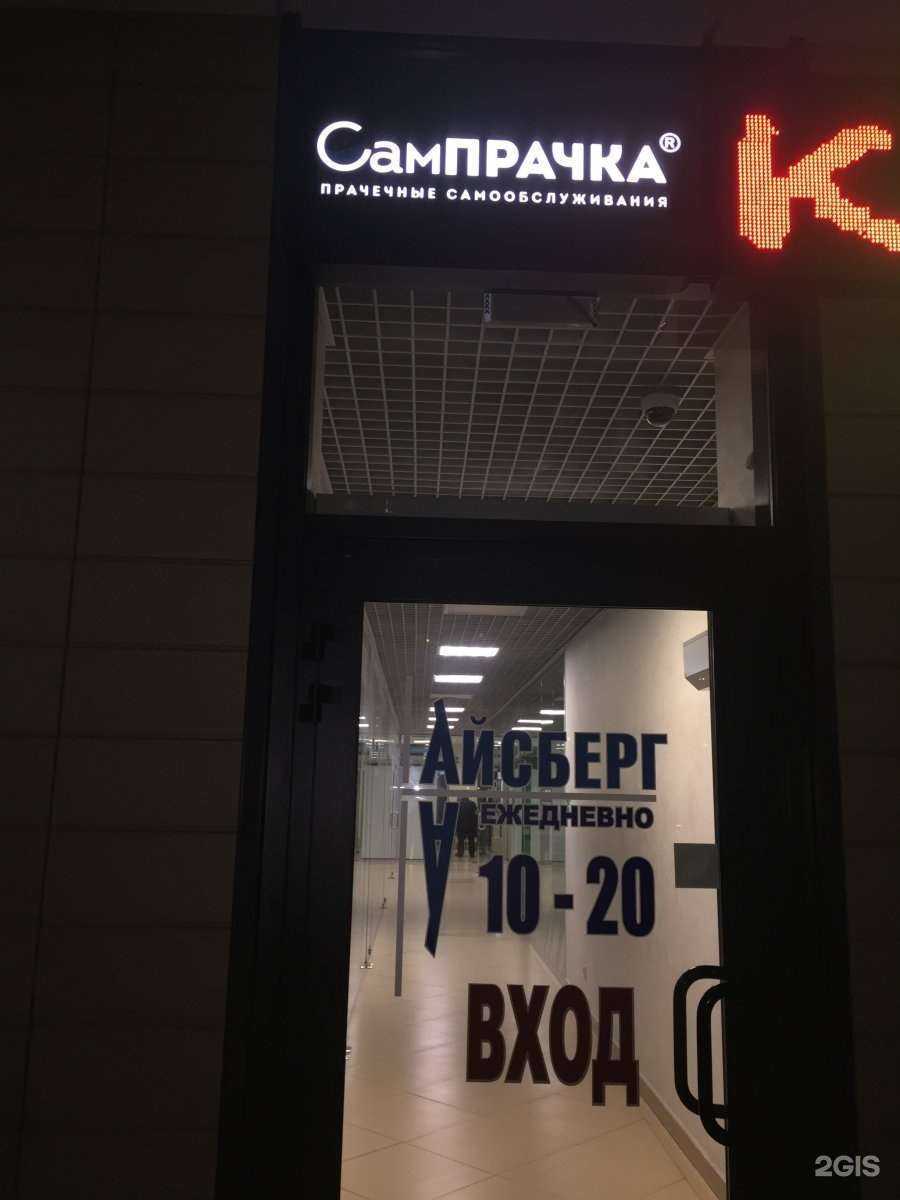 СамПРАЧКА®
ПРАЧЕЧНЫЕ САМООБСЛУЖИВАНИЯ
К
АЙСБЕРГ
ЕЖЕДНЕВНО
10 - 20
ВХОД
2GIS